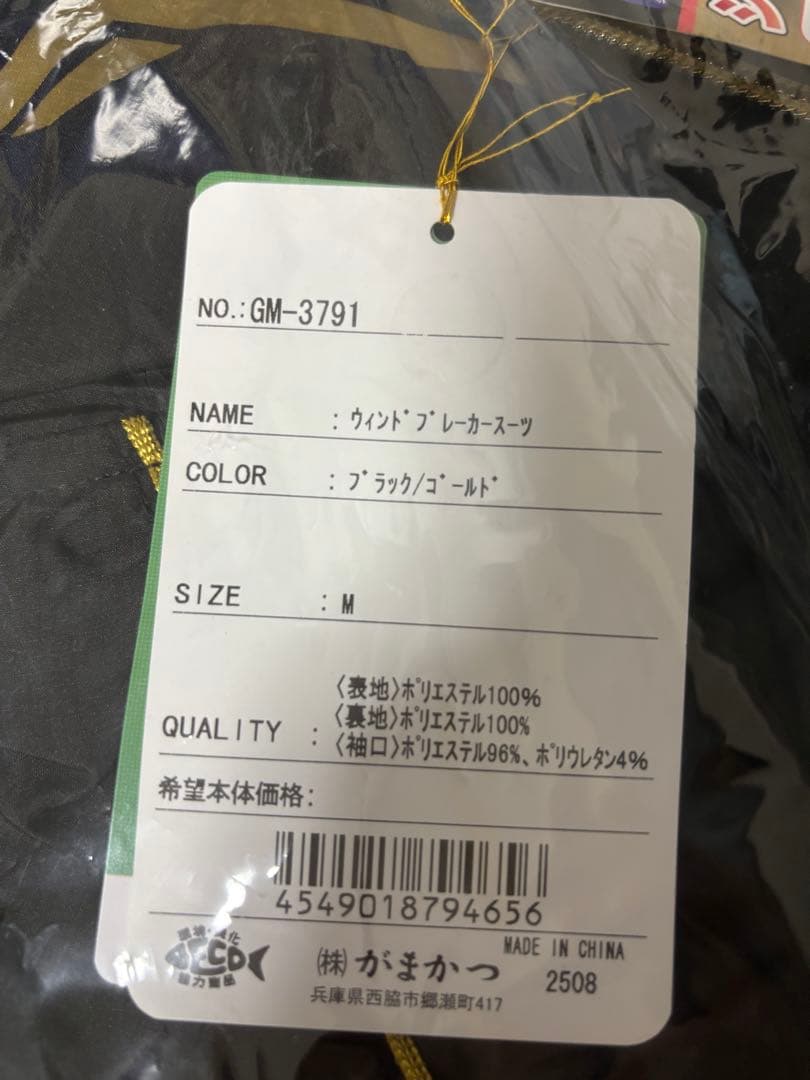 NO.:GM-3791
NAME : ｳｨﾝﾄﾞﾌﾞﾚｰｶｰｽｰﾂ
COLOR : ﾌﾞﾗｯｸ/ｺﾞｰﾙﾄﾞ
SIZE : M
QUALITY : 〈表地〉ﾎﾟﾘｴｽﾃﾙ100%
〈裏地〉ﾎﾟﾘｴｽﾃﾙ100%
〈袖口〉ﾎﾟﾘｴｽﾃﾙ96%、ﾎﾟﾘｳﾚﾀﾝ4%
希望本体価格:
4549018794656
MADE IN CHINA
(株) がまかつ 2508
兵庫県西脇市郷瀬町417